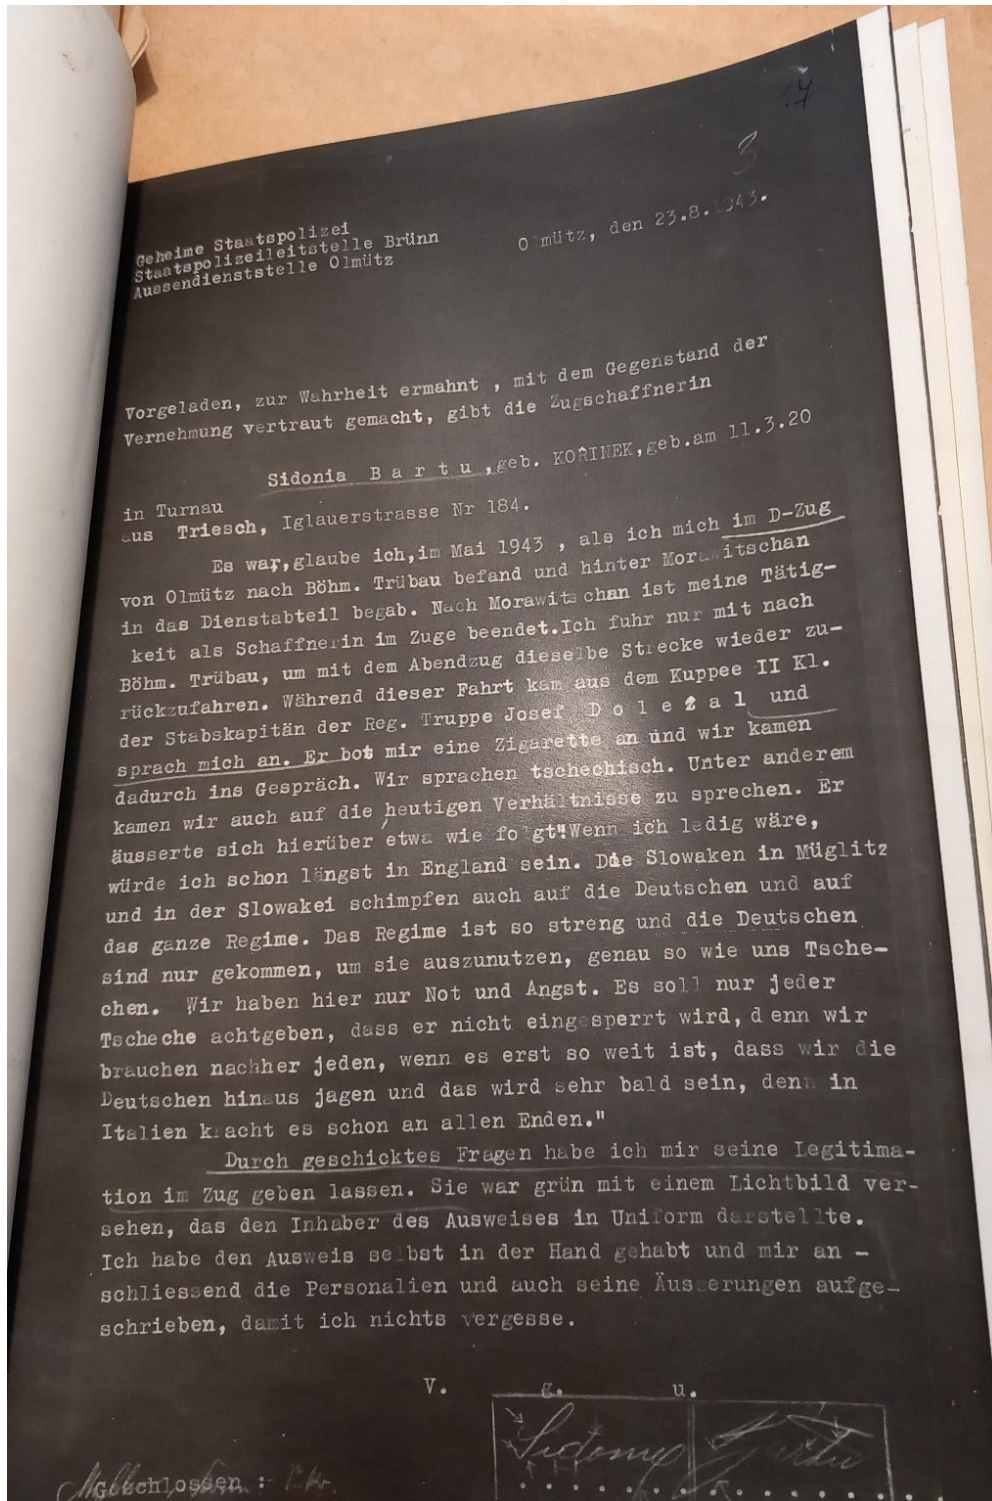 17
3
Geheime Staatspolizei
Staatspolizeileitstelle Brünn
Aussendienststelle Olmütz
Olmütz, den 23.8.1943.
Vorgeladen, zur Wahrheit ermahnt , mit dem Gegenstand der
Vernehmung vertraut gemacht, gibt die Zugschaffnerin
Sidonia B a r t u ,geb. KOŘINEK,geb.am 11.3.20
in Turnau
aus Triesch, Iglauerstrasse Nr 184.
Es war,glaube ich,im Mai 1943 , als ich mich im D-Zug
von Olmütz nach Böhm. Trübau befand und hinter Morawitschan
in das Dienstabteil begab. Nach Morawitschan ist meine Tätig-
keit als Schaffnerin im Zuge beendet.Ich fuhr nur mit nach
Böhm. Trübau, um mit dem Abendzug dieselbe Strecke wieder zu-
rückzufahren. Während dieser Fahrt kam aus dem Kuppee II Kl.
der Stabskapitän der Reg. Truppe Josef D o l e ž a l und
sprach mich an. Er bot mir eine Zigarette an und wir kamen
dadurch ins Gespräch. Wir sprachen tschechisch. Unter anderem
kamen wir auch auf die heutigen Verhältnisse zu sprechen. Er
äusserte sich hierüber etwa wie folgt:"Wenn ich ledig wäre,
würde ich schon längst in England sein. Die Slowaken in Müglitz
und in der Slowakei schimpfen auch auf die Deutschen und auf
das ganze Regime. Das Regime ist so streng und die Deutschen
sind nur gekommen, um sie auszunutzen, genau so wie uns Tsche-
chen. Wir haben hier nur Not und Angst. Es soll nur jeder
Tscheche achtgeben, dass er nicht eingesperrt wird, denn wir
brauchen nachher jeden, wenn es erst so weit ist, dass wir die
Deutschen hinaus jagen und das wird sehr bald sein, denn in
Italien kracht es schon an allen Enden."
Durch geschicktes Fragen habe ich mir seine Legitima-
tion im Zug geben lassen. Sie war grün mit einem Lichtbild ver-
sehen, das den Inhaber des Ausweises in Uniform darstellte.
Ich habe den Ausweis selbst in der Hand gehabt und mir an -
schliessend die Personalien und auch seine Äusserungen aufge-
schrieben, damit ich nichts vergesse.
V. g. u.
Sidonia Bartu
Geschlossen :